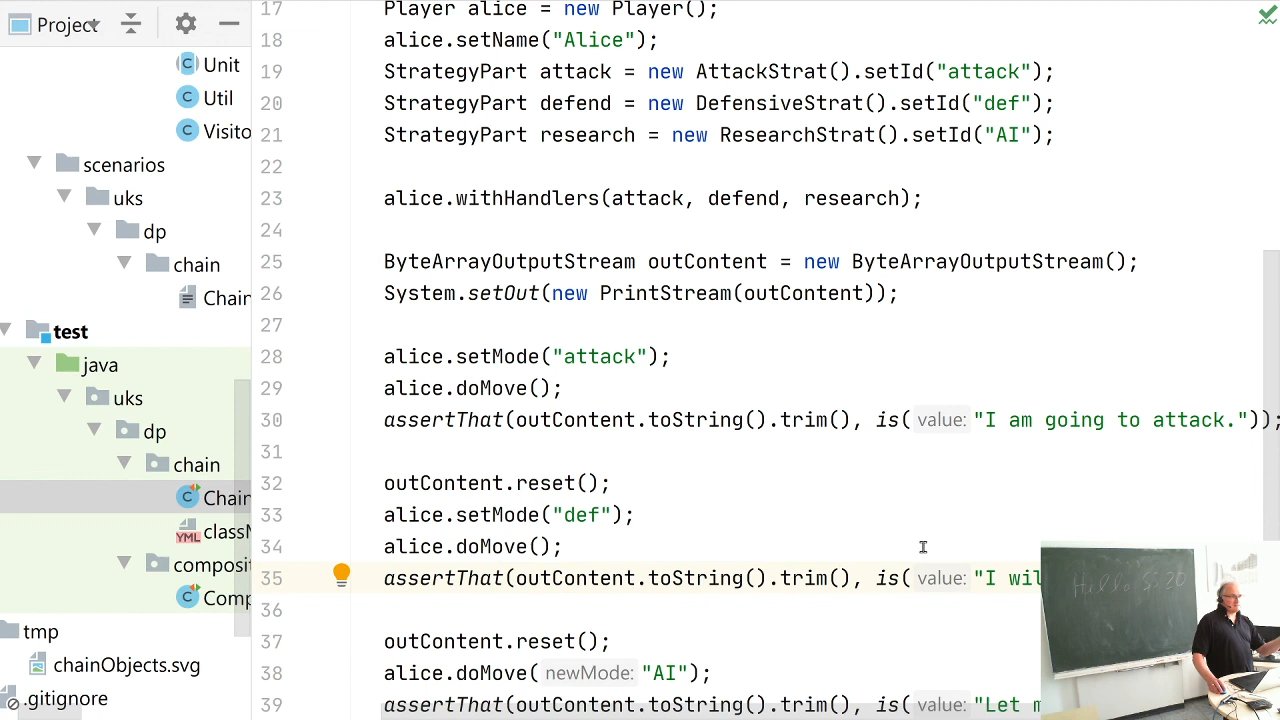 Project
Unit
Util
Visito
scenarios
uks
dp
chain
Chain
test
java
uks
dp
chain
Chain
classM
YML
composit
Comp
tmp
chainObjects.svg
.gitignore
17 Player alice = new Player();
18 alice.setName("Alice");
19 StrategyPart attack = new AttackStrat().setId("attack");
20 StrategyPart defend = new DefensiveStrat().setId("def");
21 StrategyPart research = new ResearchStrat().setId("AI");
22
23 alice.withHandlers(attack, defend, research);
24
25 ByteArrayOutputStream outContent = new ByteArrayOutputStream();
26 System.setOut(new PrintStream(outContent));
27
28 alice.setMode("attack");
29 alice.doMove();
30 assertThat(outContent.toString().trim(), is( value: "I am going to attack."));
31
32 outContent.reset();
33 alice.setMode("def");
34 alice.doMove();
35 assertThat(outContent.toString().trim(), is( value: "I wil
36
37 outContent.reset();
38 alice.doMove( newMode: "AI");
39 assertThat(outContent.toString().trim(), is( value: "Let m
Hello